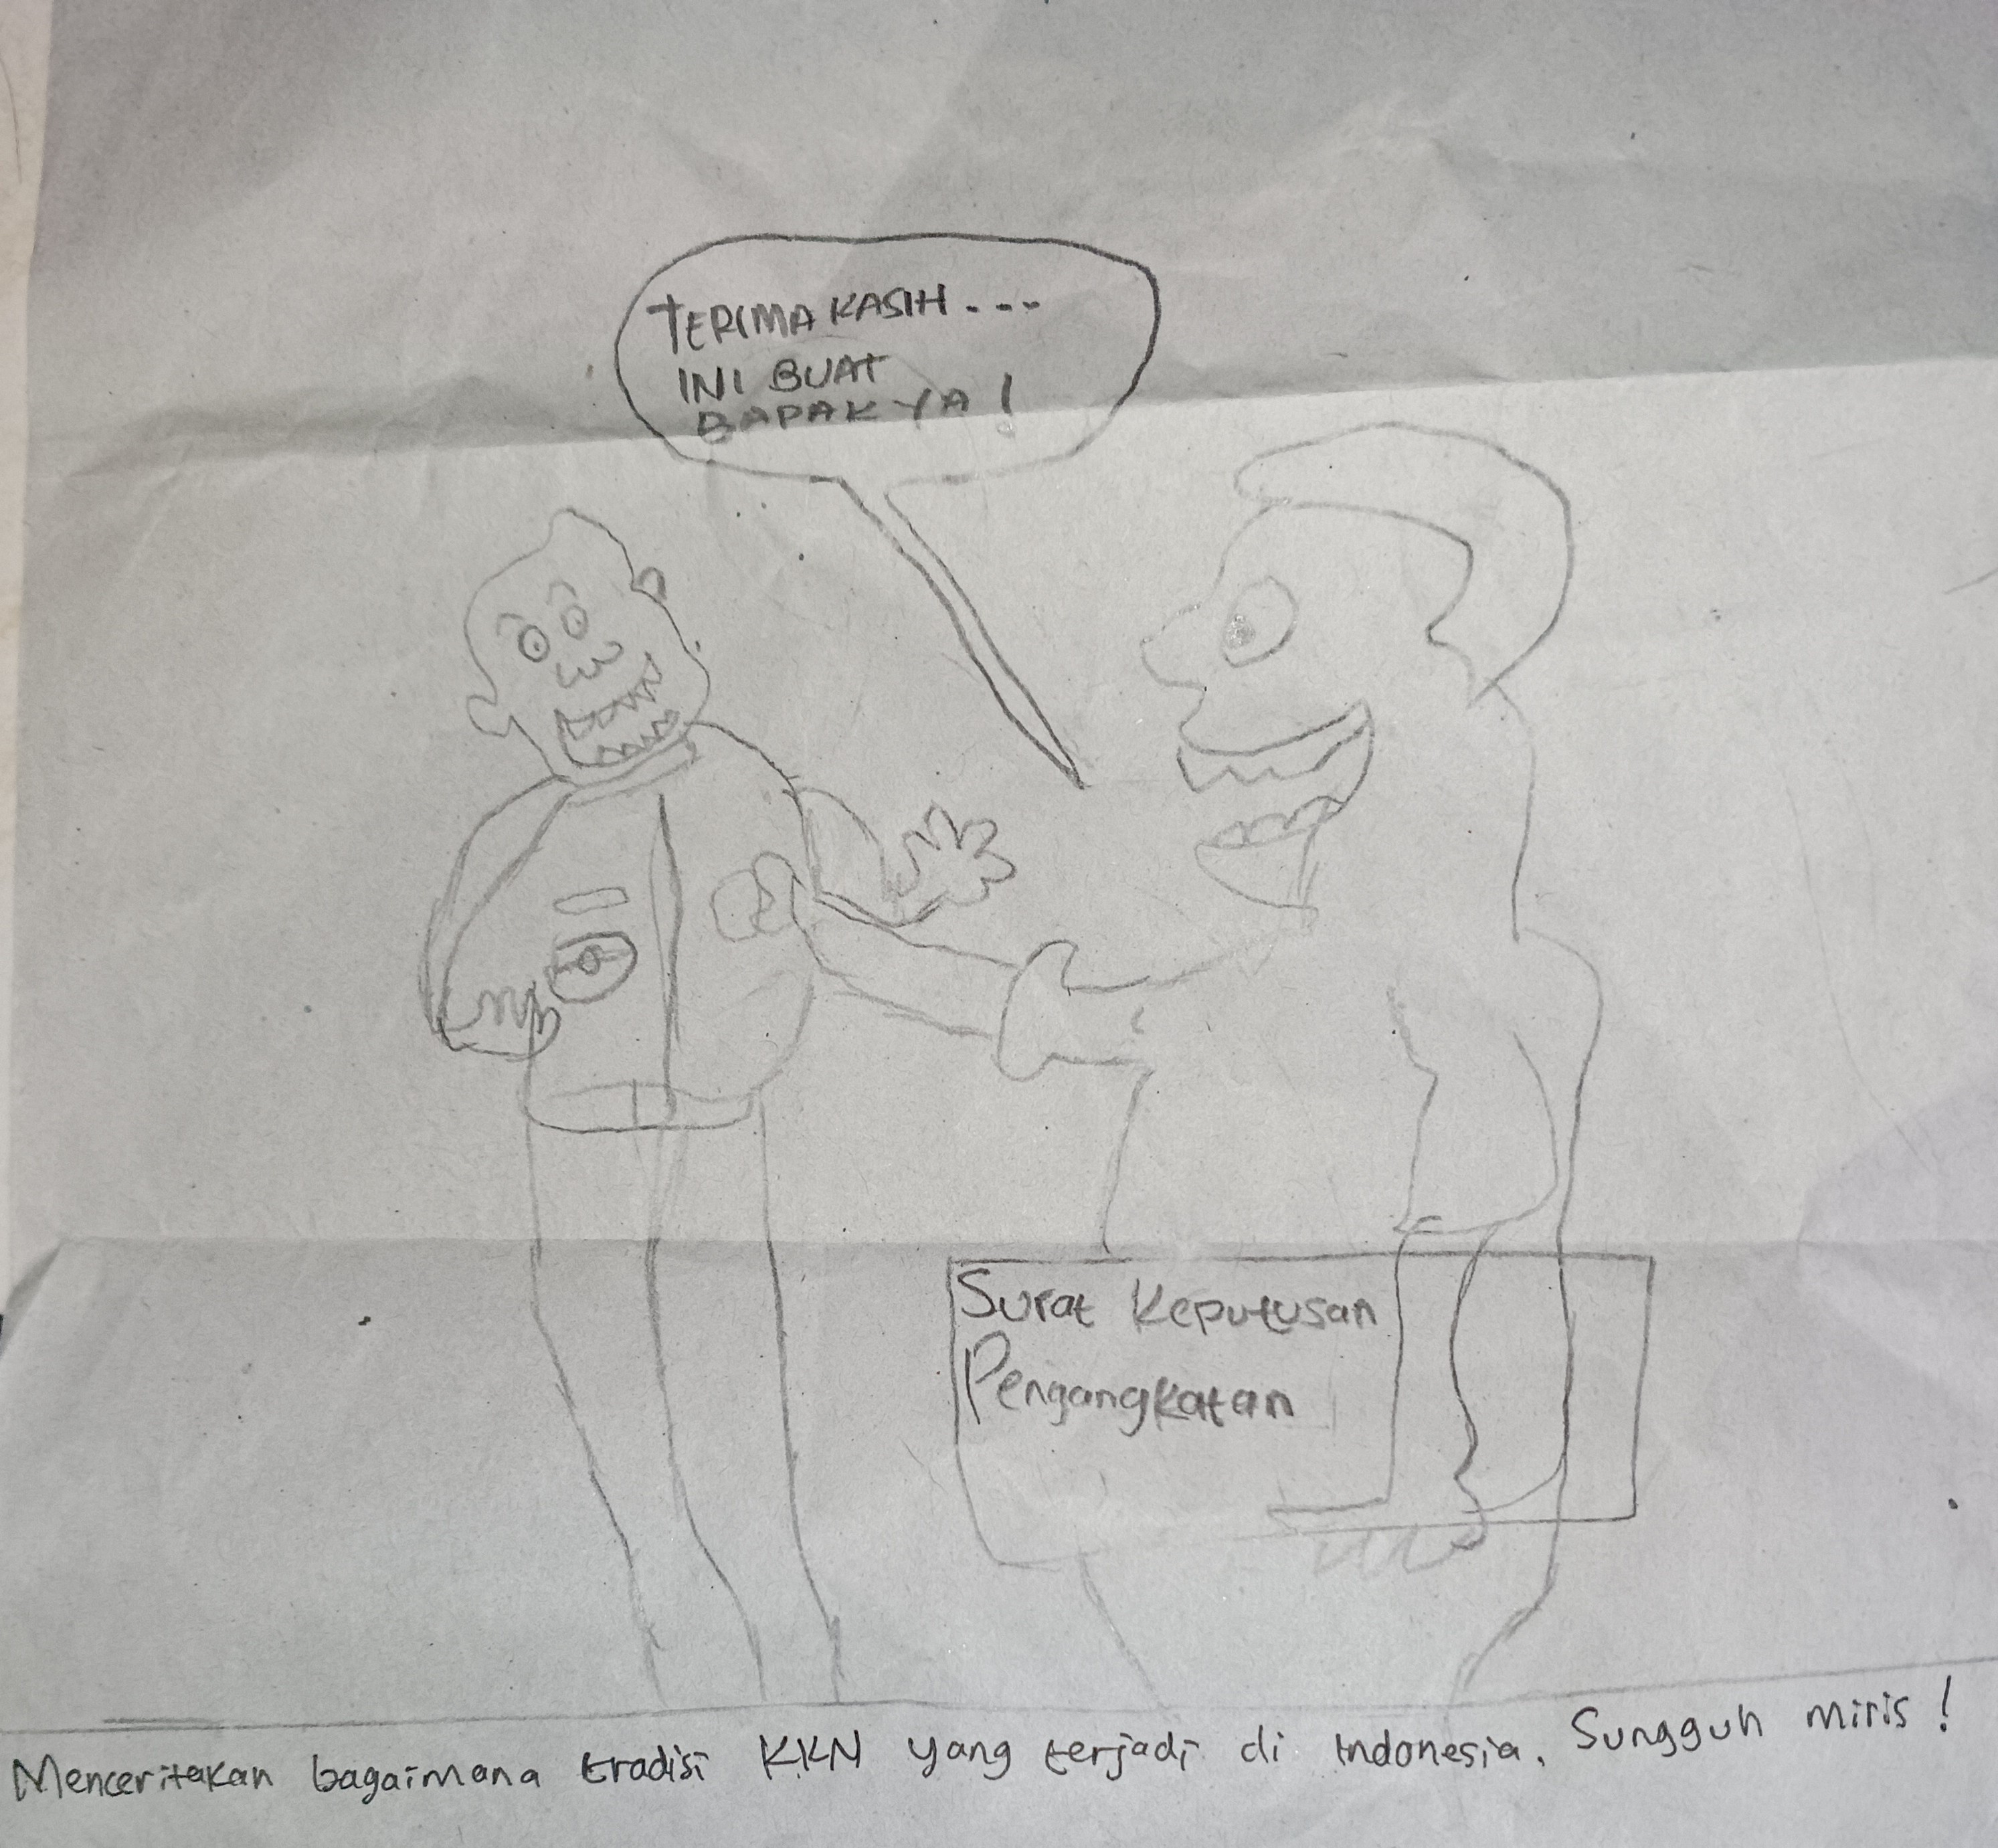 TERIMA KASIH....
INI BUAT
BAPAK YA!
Surat Keputusan
Pengangkatan
Menceritakan bagaimana tradisi KKN yang terjadi di Indonesia. Sungguh miris!